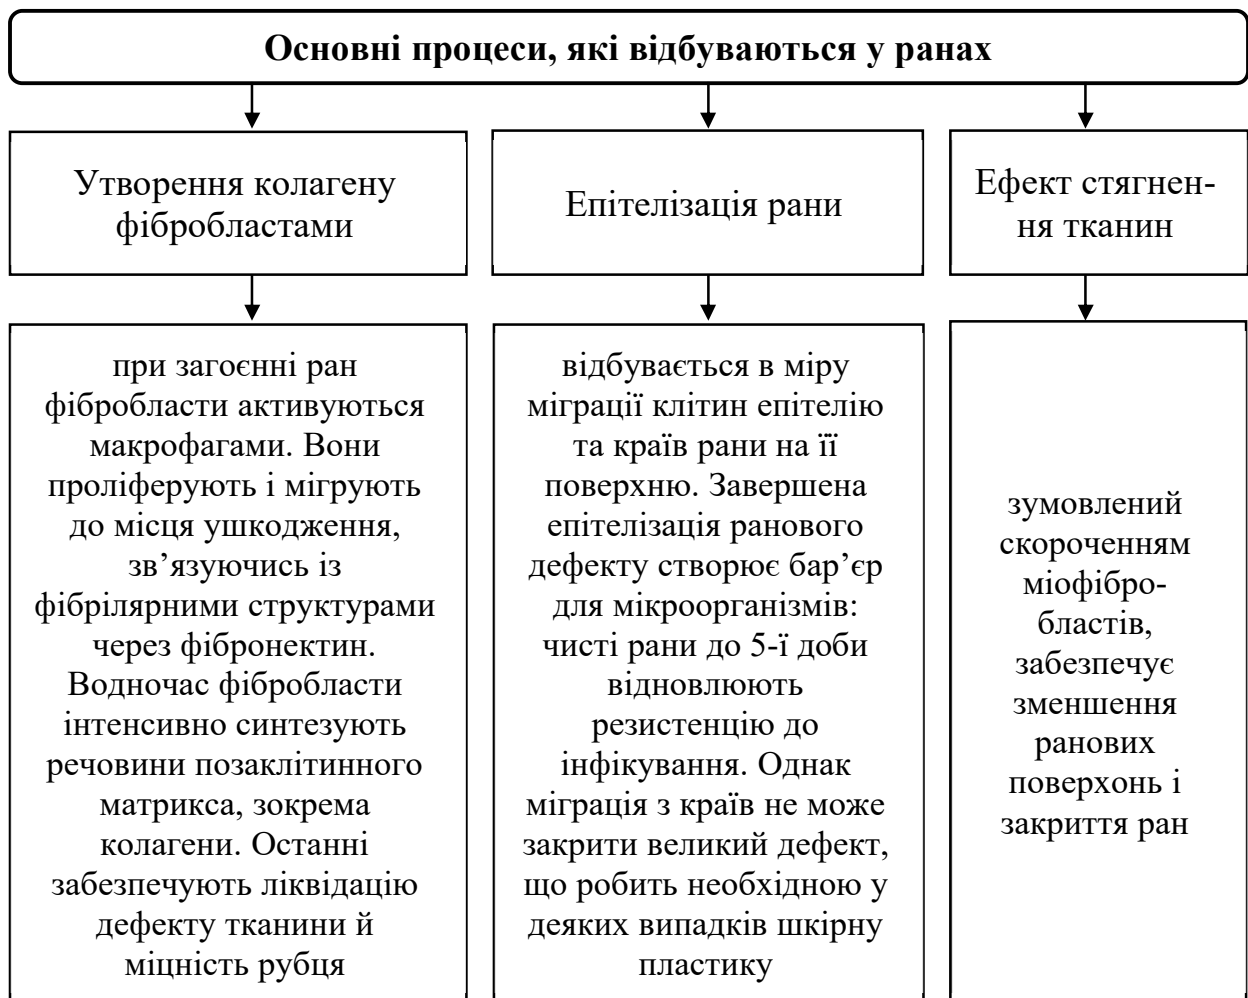 Основні процеси, які відбуваються у ранах
Утворення колагену
фібробластами
Епітелізація рани
Ефект стягнен-
ня тканин
при загоєнні ран
фібробласти активуються
макрофагами. Вони
проліферують і мігрують
до місця ушкодження,
зв’язуючись із
фібрілярними структурами
через фібронектин.
Водночас фібробласти
інтенсивно синтезують
речовини позаклітинного
матрикса, зокрема
колагени. Останні
забезпечують ліквідацію
дефекту тканини й
міцність рубця
відбувається в міру
міграції клітин епітелію
та країв рани на її
поверхню. Завершена
епітелізація ранового
дефекту створює бар’єр
для мікроорганізмів:
чисті рани до 5-ї доби
відновлюють
резистенцію до
інфікування. Однак
міграція з країв не може
закрити великий дефект,
що робить необхідною у
деяких випадків шкірну
пластику
зумовлений
скороченням
міофібро-
бластів,
забезпечує
зменшення
ранових
поверхонь і
закриття ран